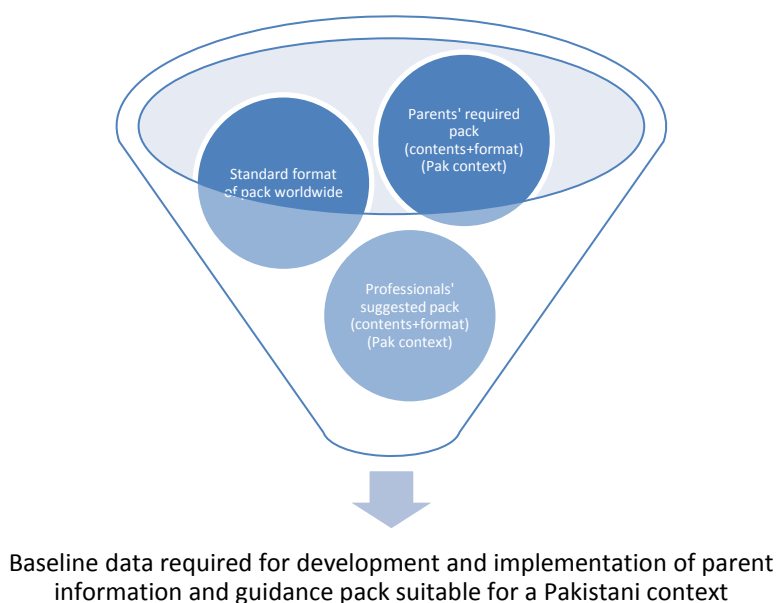 Parents' required
pack
(contents+format)
(Pak context)
Standard format
of pack worldwide
Professionals'
suggested pack
(contents+format)
(Pak context)
Baseline data required for development and implementation of parent
information and guidance pack suitable for a Pakistani context